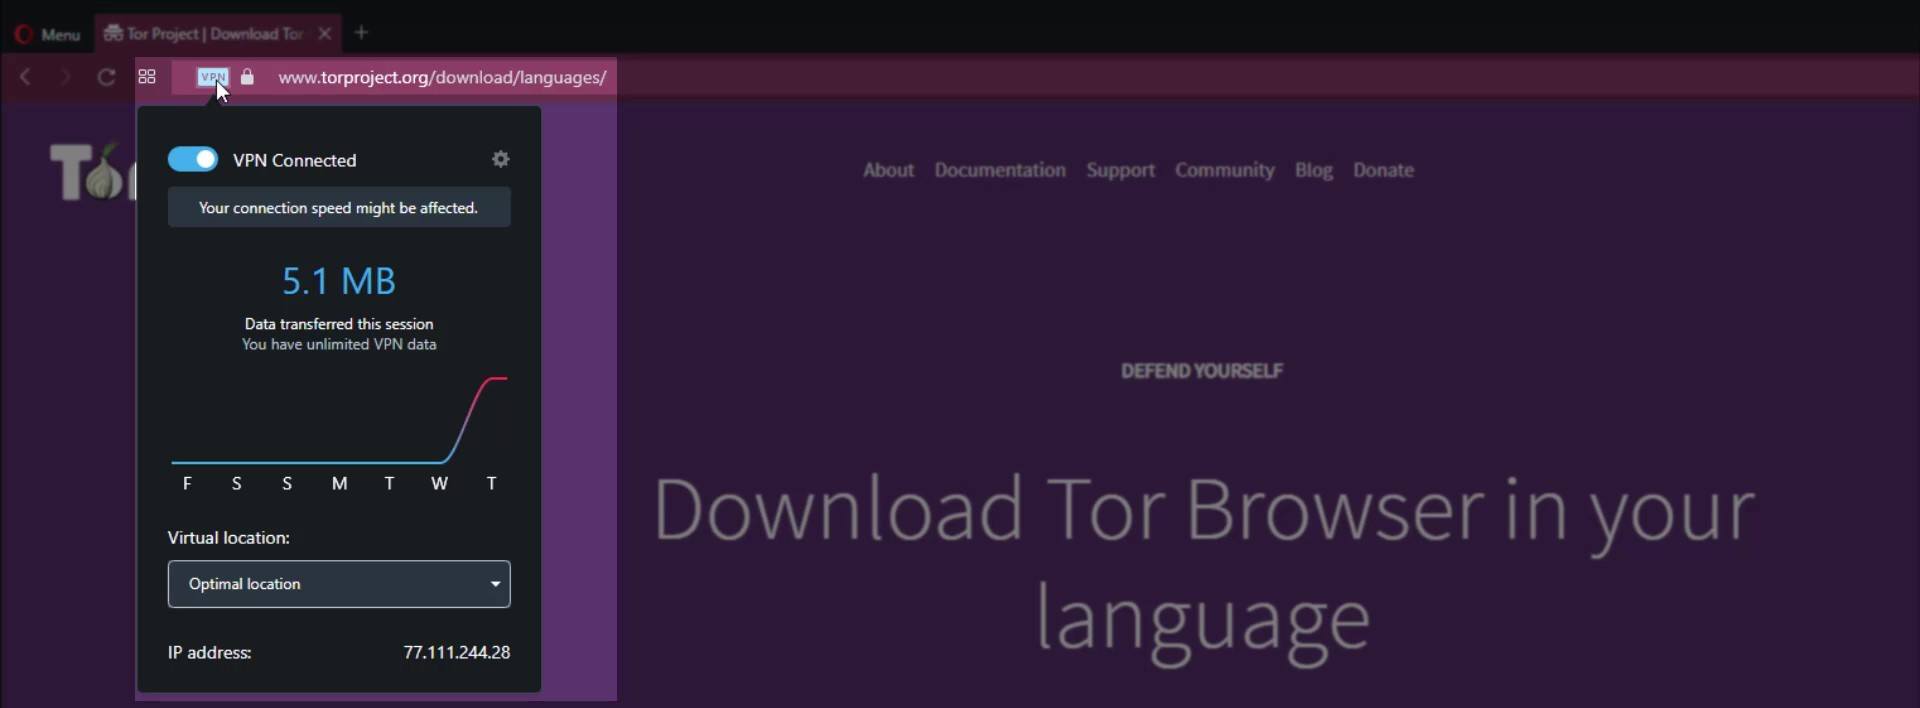 Menu
Tor Project | Download Tor
VPN
www.torproject.org/download/languages/
Tor
VPN Connected
Your connection speed might be affected.
5.1 MB
Data transferred this session
You have unlimited VPN data
F S S M T W T
Virtual location:
Optimal location
IP address: 77.111.244.28
About Documentation Support Community Blog Donate
DEFEND YOURSELF
Download Tor Browser in your
language